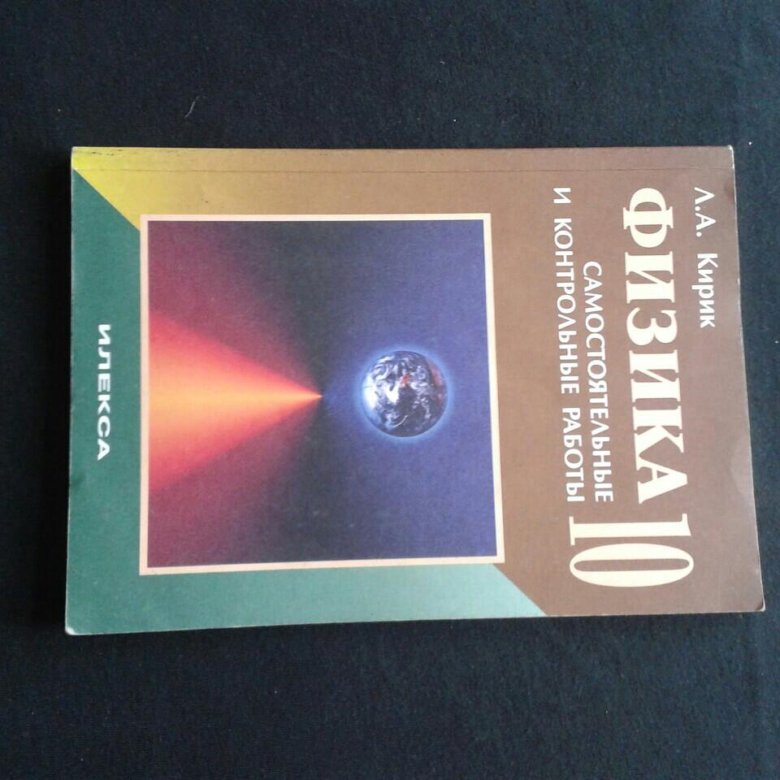 Л.А. Кирик
ФИЗИКА 10
САМОСТОЯТЕЛЬНЫЕ
И КОНТРОЛЬНЫЕ РАБОТЫ
ИЛЕКСА